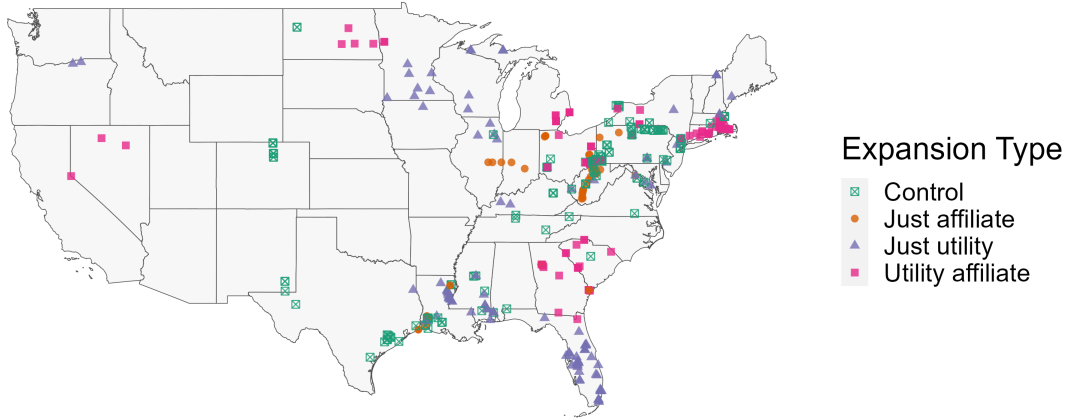 Expansion Type
Control
Just affiliate
Just utility
Utility affiliate